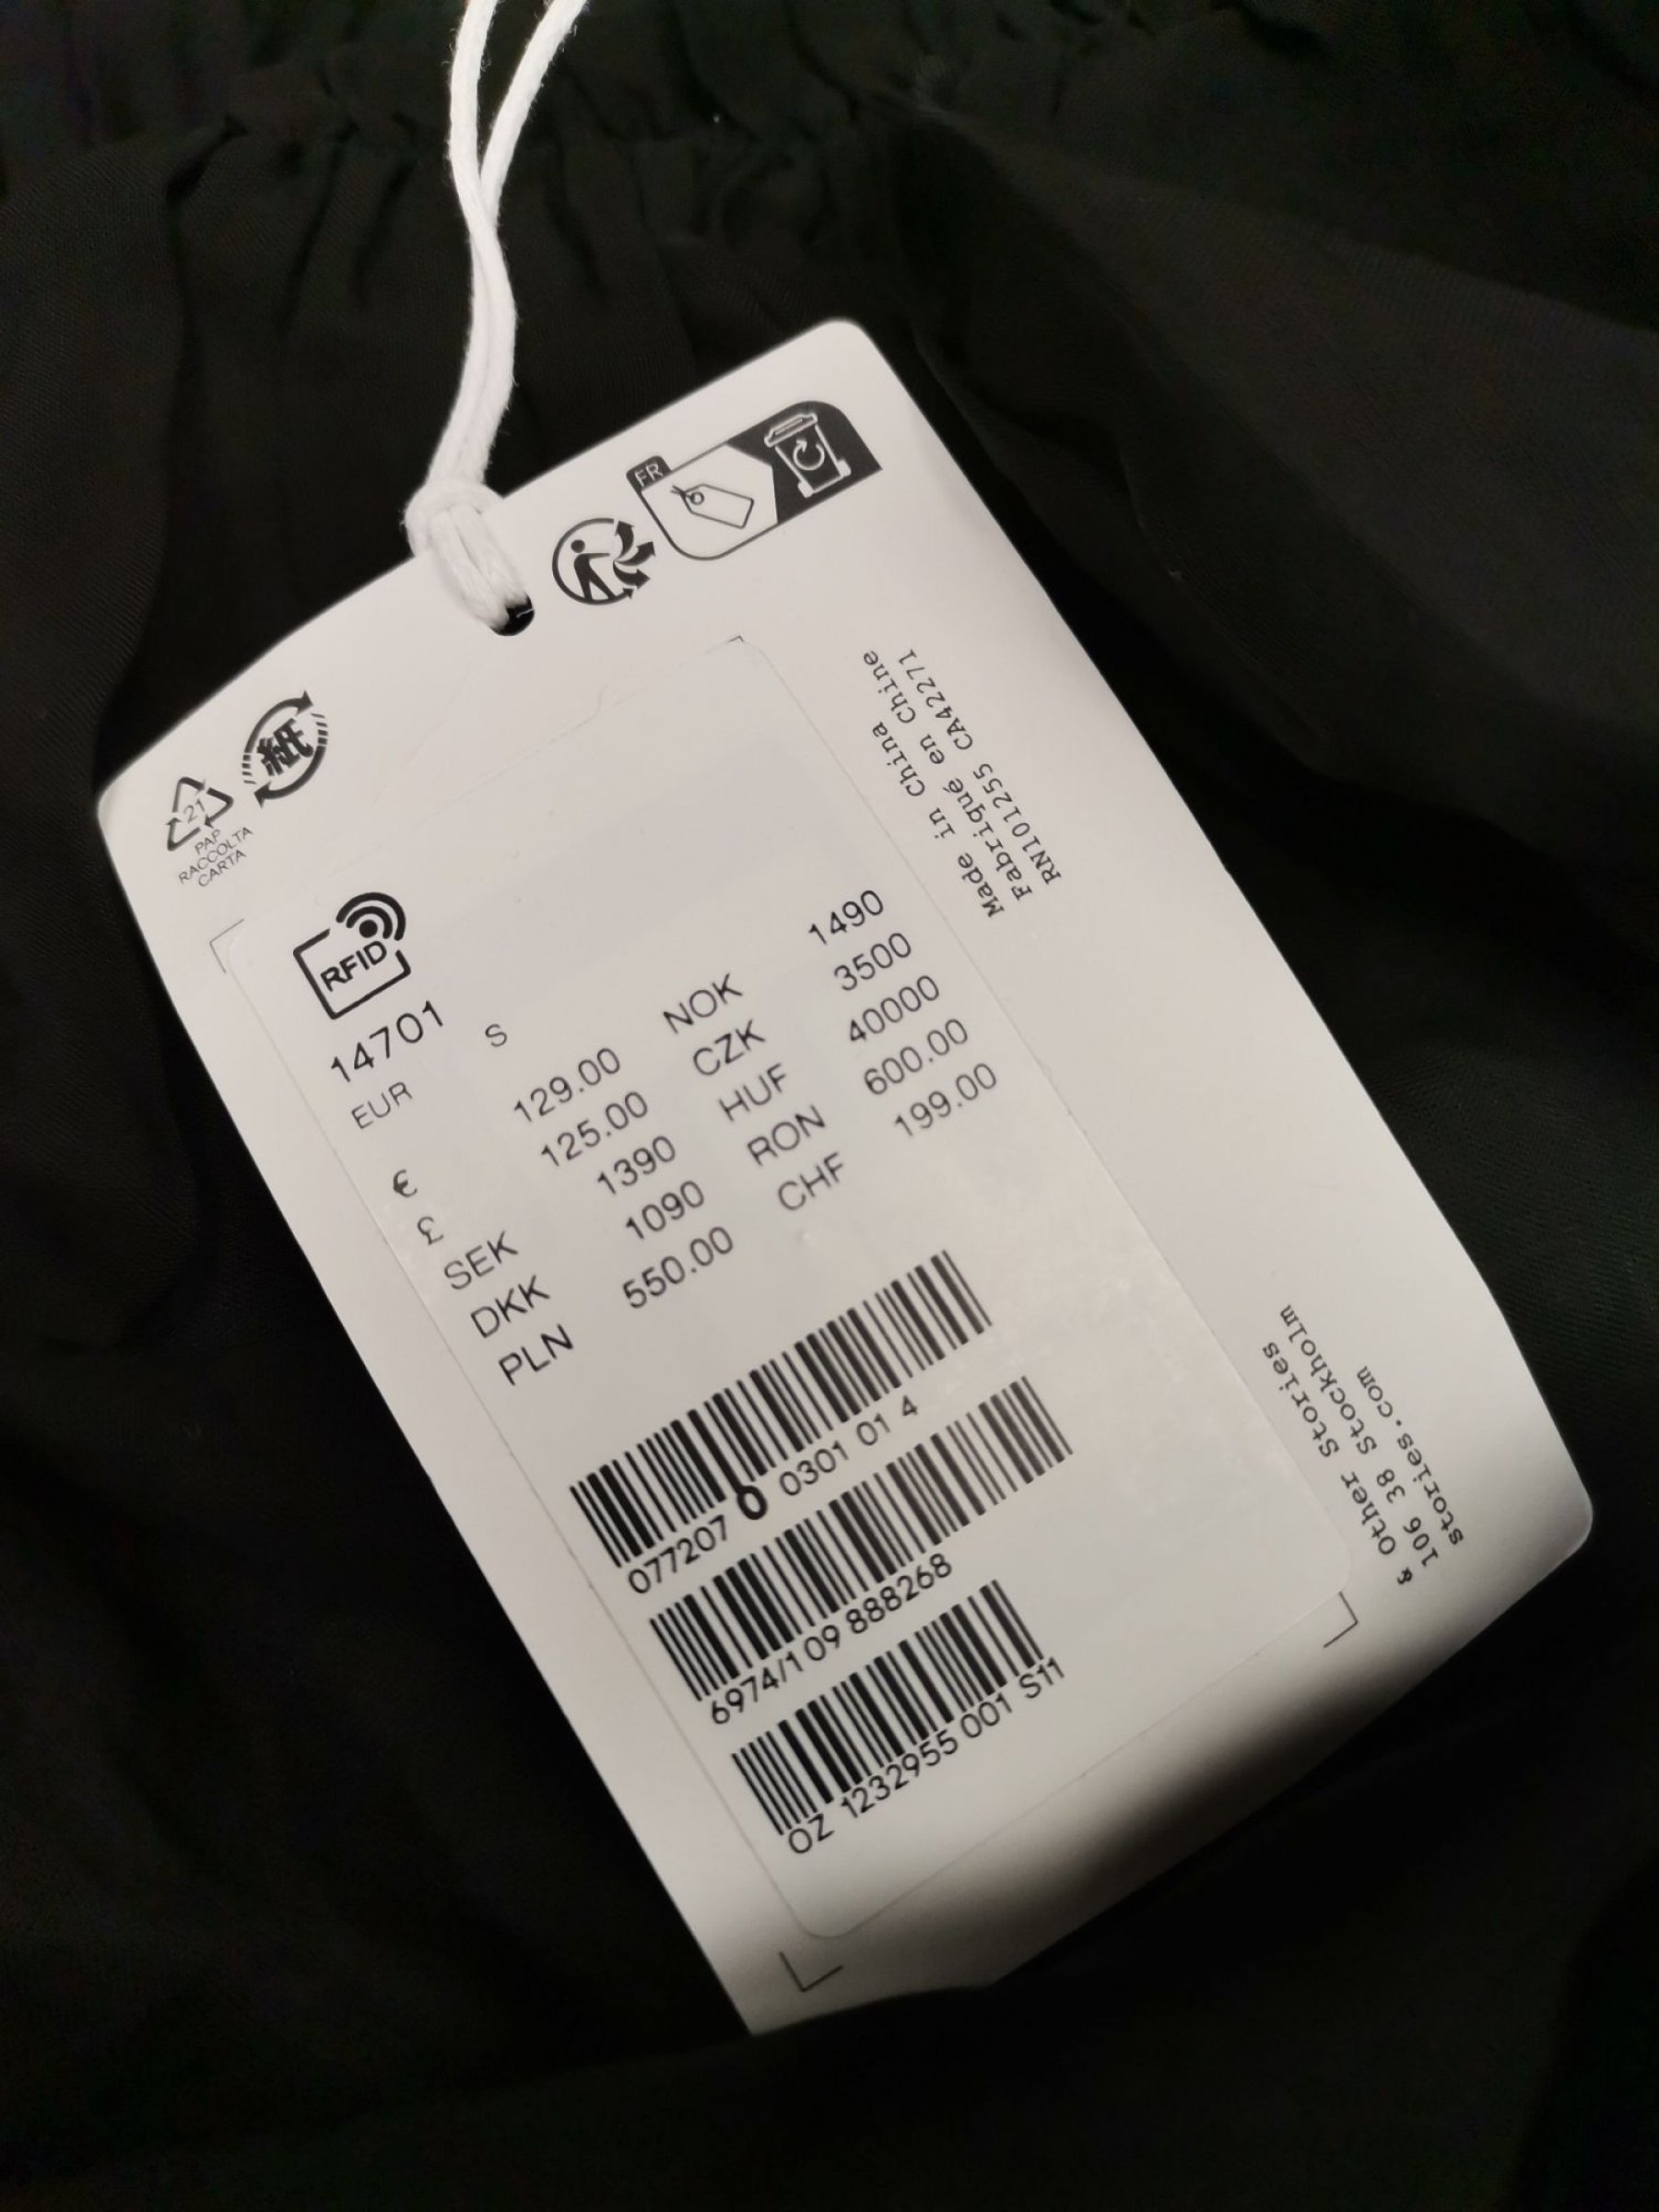 FR
紙
21
PAP
RACCOLTA
CARTA
Made in China
Fabriqué en Chine
RN101255 CA42271
RFID
14701
EUR S
€ 129.00 NOK 1490
£ 125.00 CZK 3500
SEK 1390 HUF 40000
DKK 1090 RON 600.00
PLN 550.00 CHF 199.00
077207 0301 01 4
6974/1 09 888268
OZ 1232955 001 S11
& Other Stories
106 38 Stockholm
stories.com